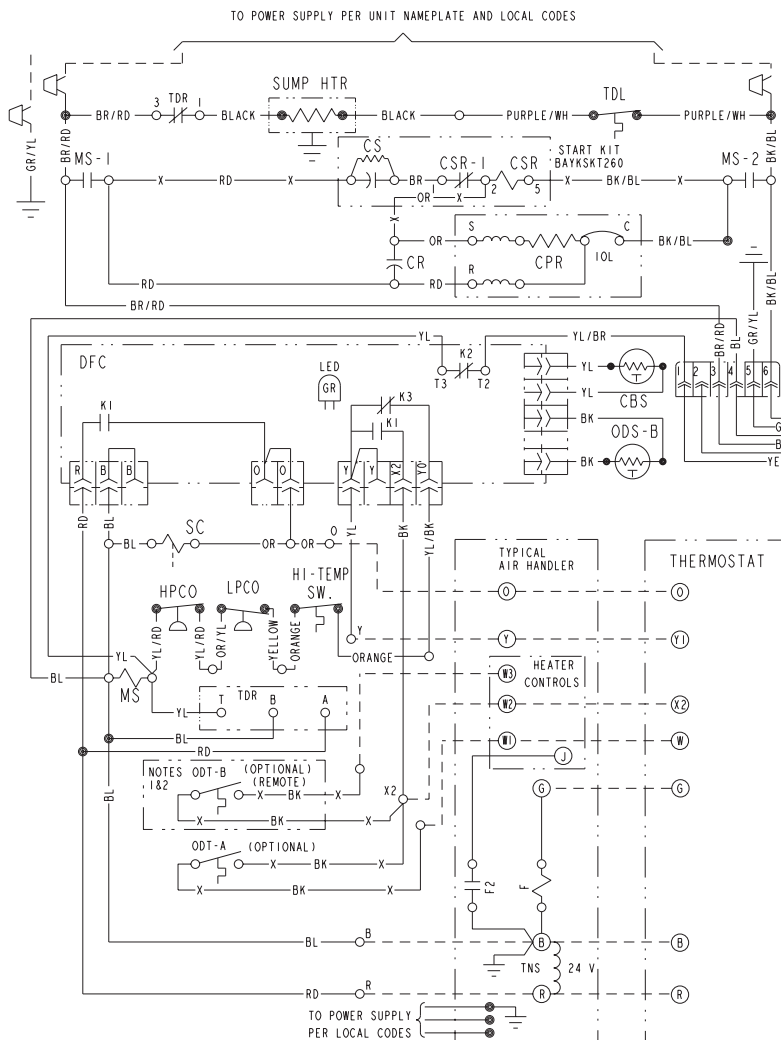 TO POWER SUPPLY PER UNIT NAMEPLATE AND LOCAL CODES
SUMP HTR
TDL
3 TDR 1
BR/RD BLACK BLACK PURPLE/WH PURPLE/WH
GR/YL
BR/RD
BK/BL
CS
START KIT
BAYKSKT260
MS-1
CSR-1 CSR
MS-2
X RD X BR 1 2 5 X BK/BL X
OR X
X
S C
OR BK/BL
CR CPR IOL
R
RD RD
BR/RD
BR/RD
BL
GR/YL
BK/BL
YL YL/BR
DFC
LED
GR
K2
T3 T2
YL
YL
CBS
BK
ODS-B
BK
1 2 3 4 5 6
G
B
YE
K3
K1 K1
R B B O O Y Y X2 YO
RD
BL
YL
BK
YL/BK
SC
BL OR OR O
TYPICAL
AIR HANDLER
THERMOSTAT
O O
HPCO LPCO HI-TEMP
SW.
YL/RD
YL/RD
OR/YL
YELLOW
ORANGE
Y Y Y1
ORANGE
YL
BL
MS
W3 HEATER
CONTROLS
W2 X2
YL T TDR B A
W1 W
BL
RD
J
NOTES ODT-B (OPTIONAL)
1&2 (REMOTE)
X BK X
X BK X
X2
G G
BL
ODT-A (OPTIONAL)
X BK X
X BK X
F2
F
BL B B B
TNS 24 V
RD R R R
TO POWER SUPPLY
PER LOCAL CODES